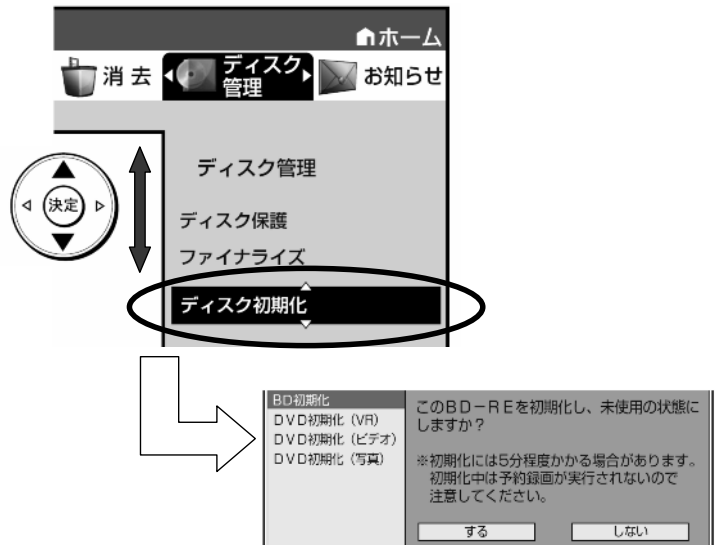 ホーム
消去
ディスク
管理
お知らせ
ディスク管理
決定
ディスク保護
ファイナライズ
ディスク初期化
BD初期化
DVD初期化（VR）
DVD初期化（ビデオ）
DVD初期化（写真）
このBD－REを初期化し、未使用の状態に
しますか？
※初期化には5分程度かかる場合があります。
初期化中は予約録画が実行されないので
注意してください。
する
しない